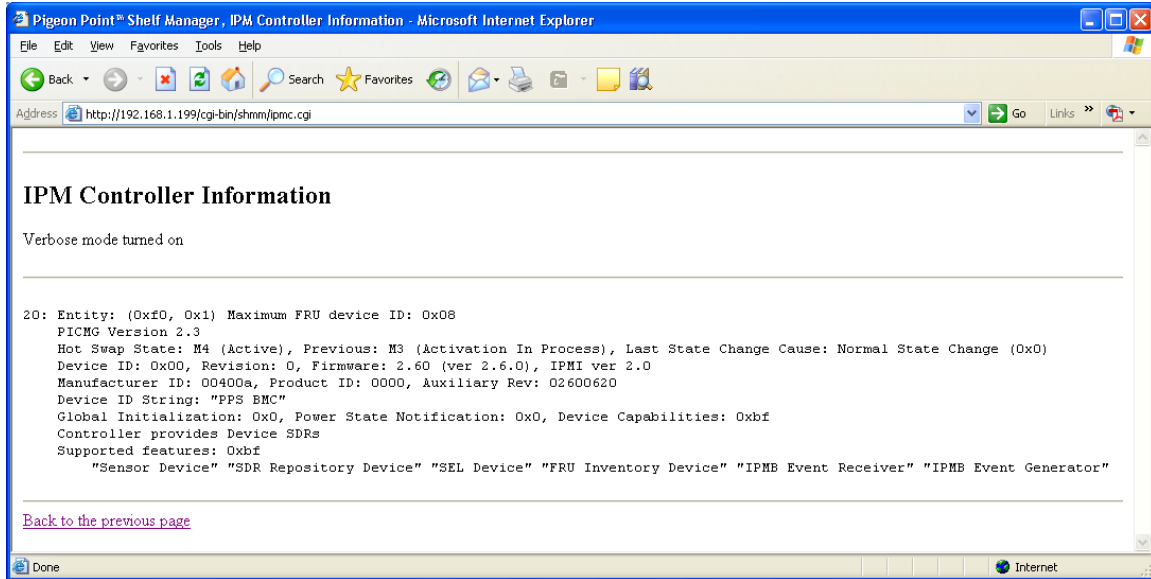 Pigeon Point™ Shelf Manager, IPM Controller Information - Microsoft Internet Explorer
File Edit View Favorites Tools Help
Back Search Favorites
Address http://192.168.1.199/cgi-bin/shmm/ipmc.cgi Go Links »
IPM Controller Information
Verbose mode turned on
20: Entity: (0xf0, 0x1) Maximum FRU device ID: 0x08
PICMG Version 2.3
Hot Swap State: M4 (Active), Previous: M3 (Activation In Process), Last State Change Cause: Normal State Change (0x0)
Device ID: 0x00, Revision: 0, Firmware: 2.60 (ver 2.6.0), IPMI ver 2.0
Manufacturer ID: 00400a, Product ID: 0000, Auxiliary Rev: 02600620
Device ID String: "PPS BMC"
Global Initialization: 0x0, Power State Notification: 0x0, Device Capabilities: 0xbf
Controller provides Device SDRs
Supported features: 0xbf
"Sensor Device" "SDR Repository Device" "SEL Device" "FRU Inventory Device" "IPMB Event Receiver" "IPMB Event Generator"
Back to the previous page
Done Internet